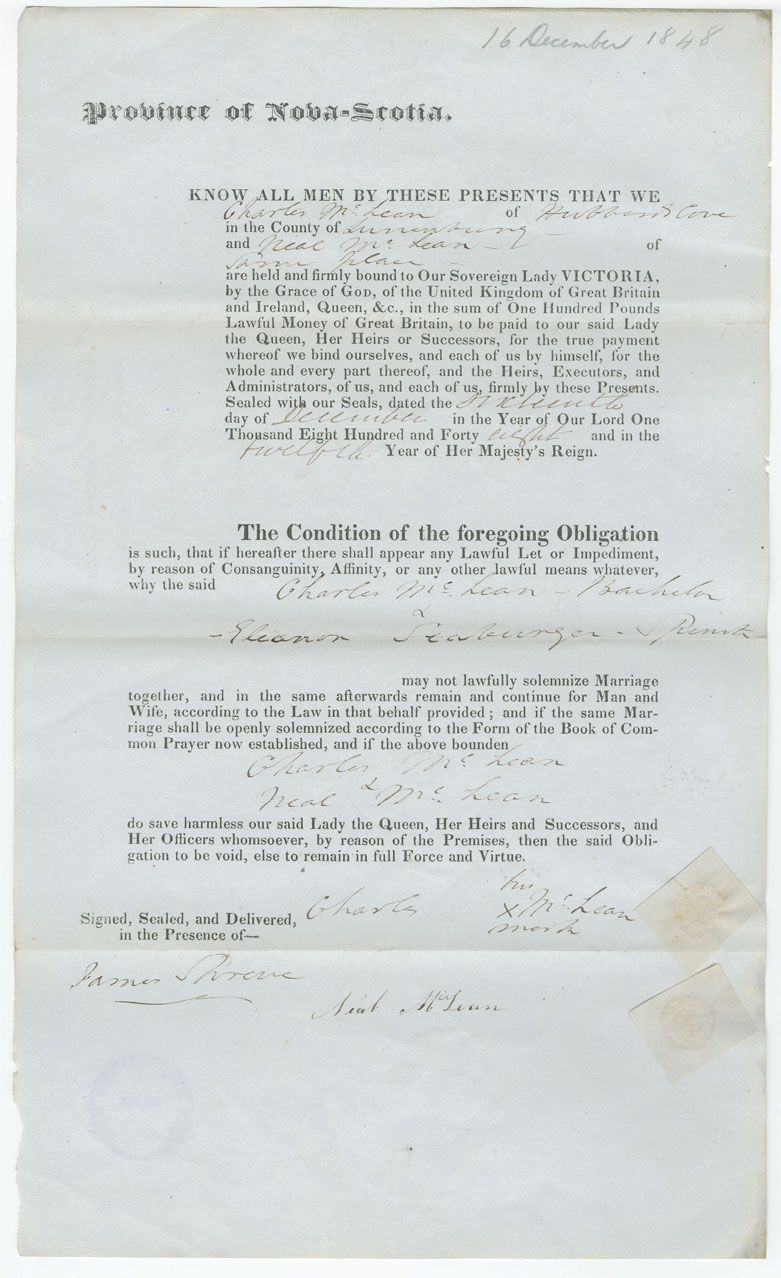 16 December 1848
Province of Nova-Scotia.
KNOW ALL MEN BY THESE PRESENTS THAT WE
Charles Mc Lean of Hubbards Cove
in the County of Lunenburg
and Neal Mc Lean - of
Same place -
are held and firmly bound to Our Sovereign Lady VICTORIA,
by the Grace of GOD, of the United Kingdom of Great Britain
and Ireland, Queen, &c., in the sum of One Hundred Pounds
Lawful Money of Great Britain, to be paid to our said Lady
the Queen, Her Heirs or Successors, for the true payment
whereof we bind ourselves, and each of us by himself, for the
whole and every part thereof, and the Heirs, Executors, and
Administrators, of us, and each of us, firmly by these Presents.
Sealed with our Seals, dated the Sixteenth
day of December in the Year of Our Lord One
Thousand Eight Hundred and Forty eight and in the
twelfth Year of Her Majesty's Reign.
The Condition of the foregoing Obligation
is such, that if hereafter there shall appear any Lawful Let or Impediment,
by reason of Consanguinity, Affinity, or any other lawful means whatever,
why the said Charles Mc Lean - Bachelor
&
- Eleanor Seaburger - Spinster
may not lawfully solemnize Marriage
together, and in the same afterwards remain and continue for Man and
Wife, according to the Law in that behalf provided; and if the same Mar-
riage shall be openly solemnized according to the Form of the Book of Com-
mon Prayer now established, and if the above bounden
Charles Mc Lean
&
Neal Mc Lean
do save harmless our said Lady the Queen, Her Heirs and Successors, and
Her Officers whomsoever, by reason of the Premises, then the said Obli-
gation to be void, else to remain in full Force and Virtue.
his
Signed, Sealed, and Delivered, Charles X Mc Lean
in the Presence of— mark
James Shreve
Neal McLean